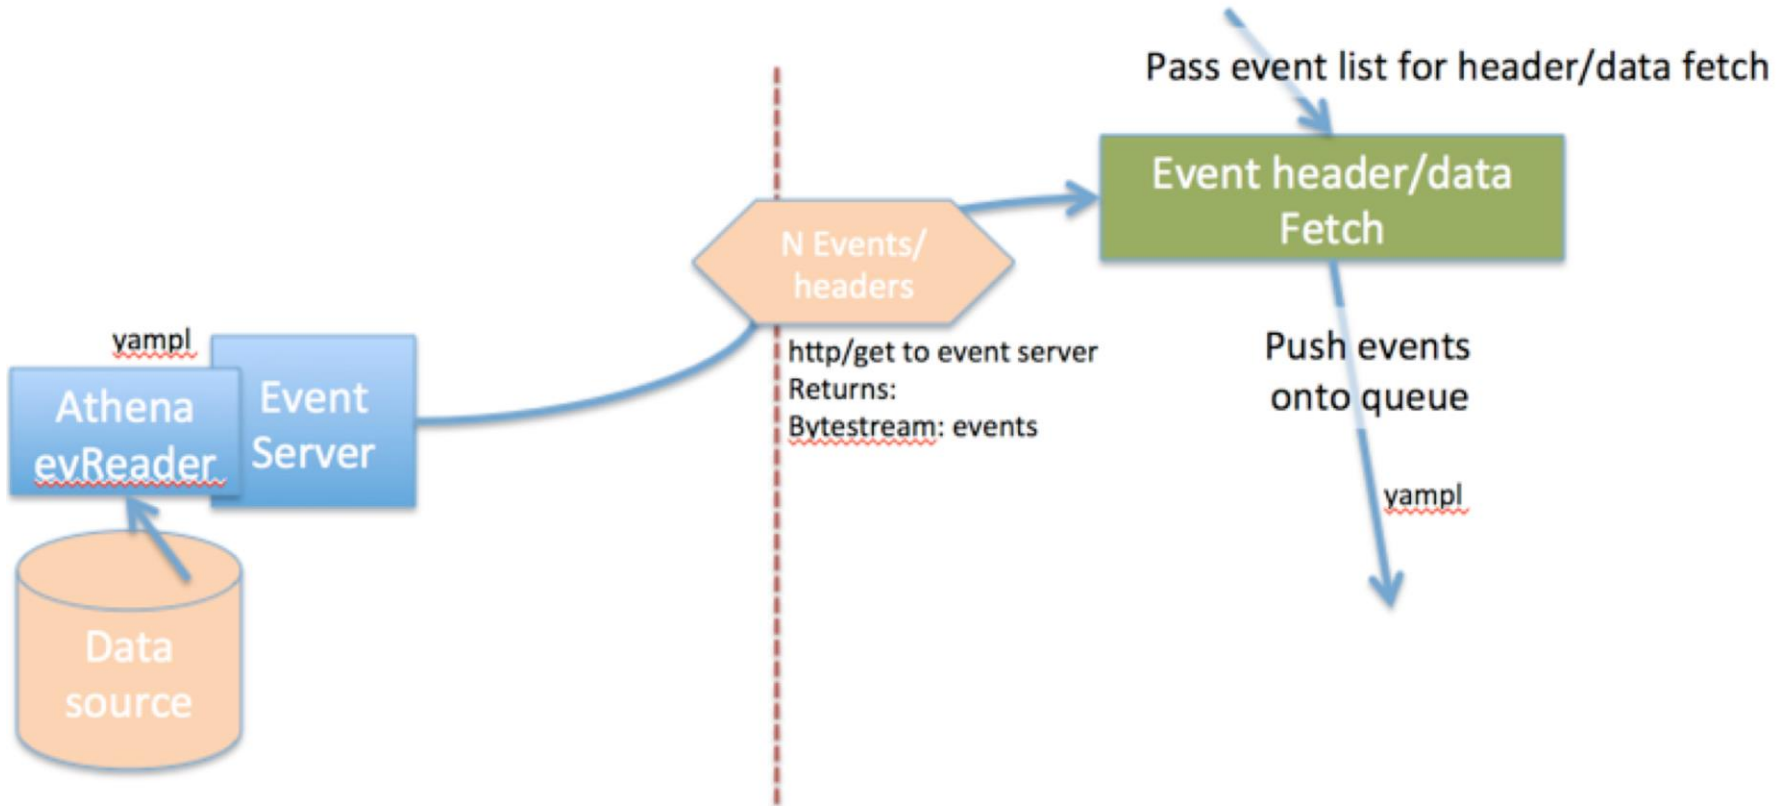 Pass event list for header/data fetch
Event header/data
Fetch
N Events/
headers
yampl
Athena
evReader
Event
Server
http/get to event server
Returns:
Bytestream: events
Push events
onto queue
yampl
Data
source